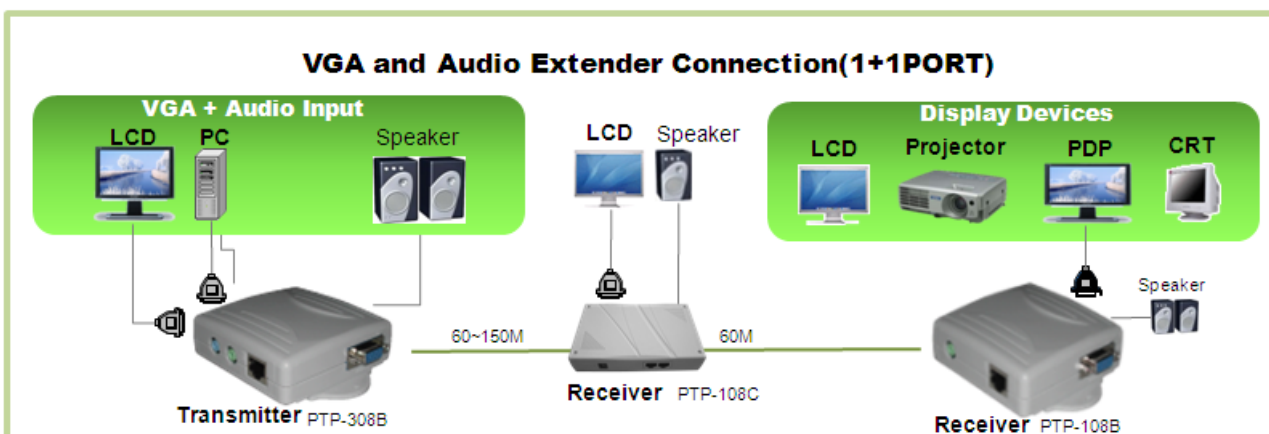 VGA and Audio Extender Connection(1+1PORT)
VGA + Audio Input
LCD
PC
Speaker
LCD
Speaker
Display Devices
LCD
Projector
PDP
CRT
Speaker
60~150M
60M
Transmitter PTP-308B
Receiver PTP-108C
Receiver PTP-108B